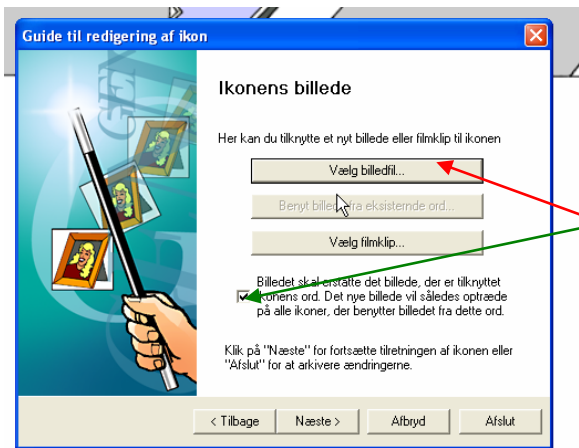 Guide til redigering af ikon
Ikonens billede
Her kan du tilknytte et nyt billede eller filmklip til ikonen
Vælg billedfil...
Benyt billede fra eksisternde ord...
Vælg filmklip...
Billedet skal erstatte det billede, der er tilknyttet
ikonens ord. Det nye billede vil således optræde
på alle ikoner, der benytter billedet fra dette ord.
Klik på "Næste" for fortsætte tilretningen af ikonen eller
"Afslut" for at arkivere ændringerne.
< Tilbage
Næste >
Afbryd
Afslut